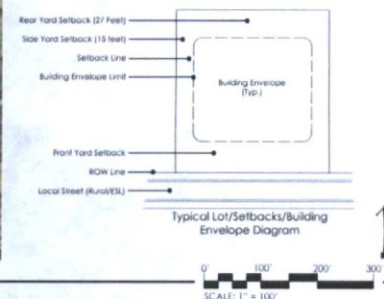 Rear Yard Setback (27 Feet)
Side Yard Setback (15 feet)
Setback Line
Building Envelope Limit
Building Envelope
(Typ.)
Front Yard Setback
ROW Line
Local Street (Rural/ESL)
Typical Lot/Setbacks/Building
Envelope Diagram
0' 100' 200' 300'
SCALE: 1" = 100'